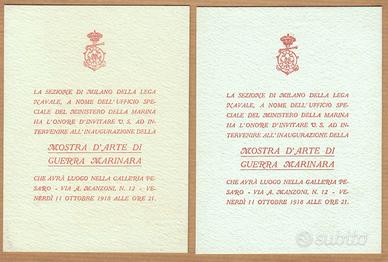 LA SEZIONE DI MILANO DELLA LEGA
NAVALE, A NOME DELL'UFFICIO SPE-
CIALE DEL MINISTERO DELLA MARINA
HA L'ONORE D'INVITARE V. S. AD IN-
TERVENIRE ALL'INAUGURAZIONE DELLA
MOSTRA D'ARTE DI
GUERRA MARINARA
CHE AVRÀ LUOGO NELLA GALLERIA PE-
SARO - VIA A. MANZONI, N. 12 - VE-
NERDÌ 11 OTTOBRE 1918 ALLE ORE 21.
LA SEZIONE DI MILANO DELLA LEGA
NAVALE, A NOME DELL'UFFICIO SPE-
CIALE DEL MINISTERO DELLA MARINA
HA L'ONORE D'INVITARE V. S. AD IN-
TERVENIRE ALL'INAUGURAZIONE DELLA
MOSTRA D'ARTE DI
GUERRA MARINARA
CHE AVRÀ LUOGO NELLA GALLERIA PE-
SARO - VIA A. MANZONI, N. 12 - VE-
NERDÌ 11 OTTOBRE 1918 ALLE ORE 21.
subito